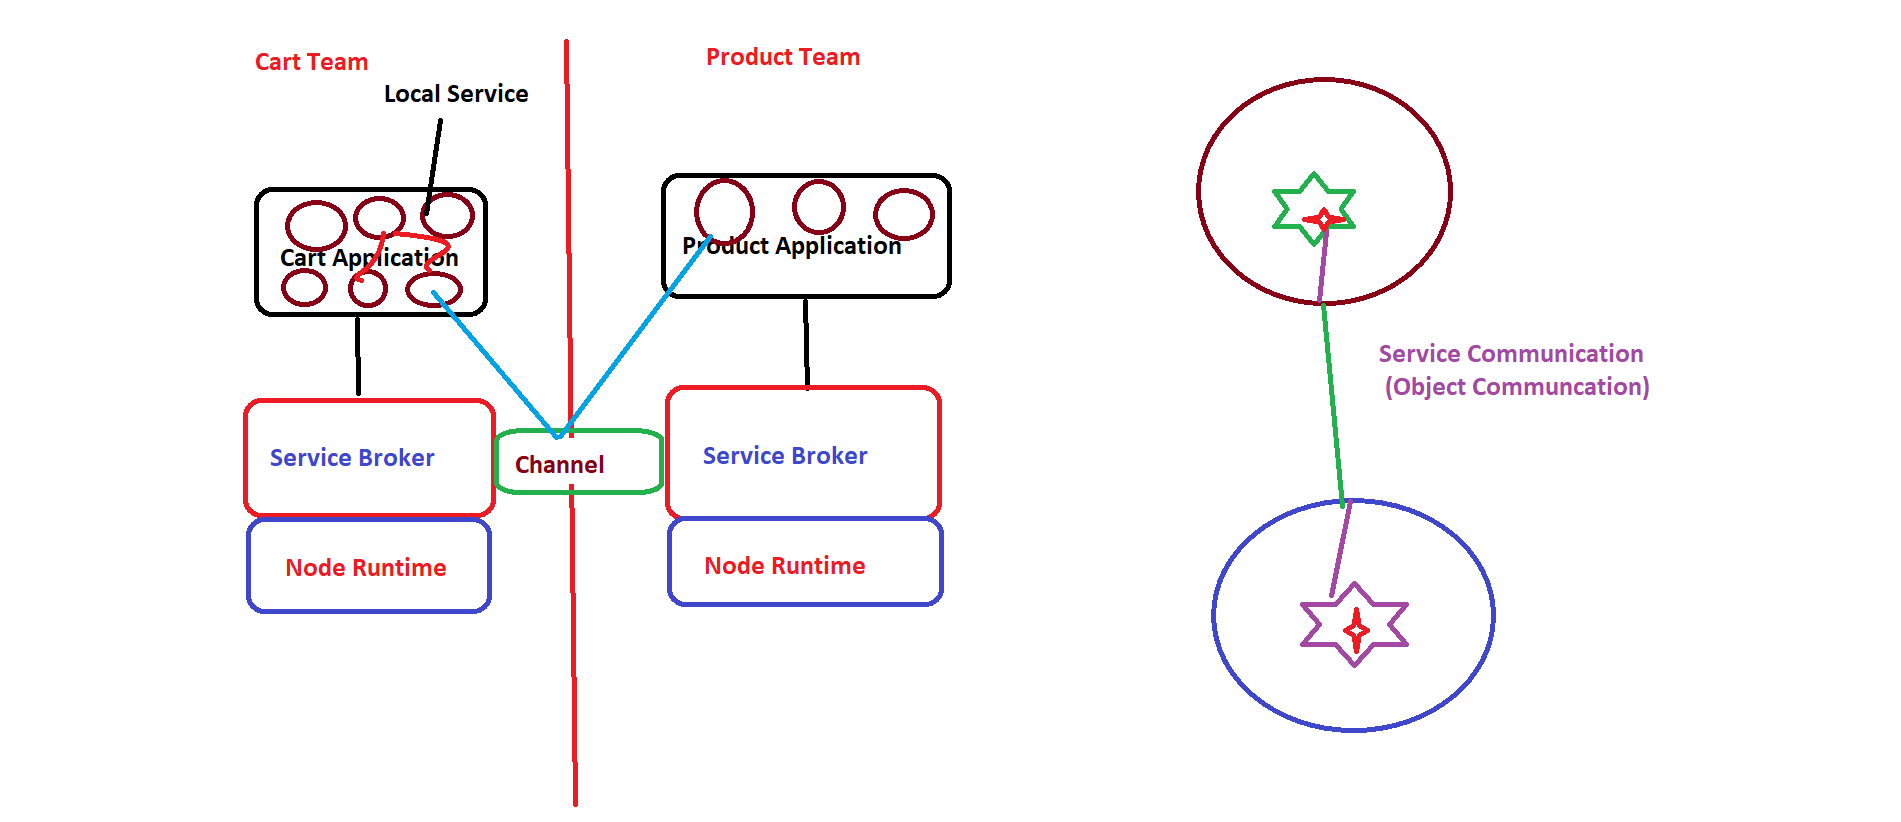 Cart Team
Product Team
Local Service
Cart Application
Product Application
Service Broker
Channel
Service Broker
Node Runtime
Node Runtime
Service Communication
(Object Communcation)